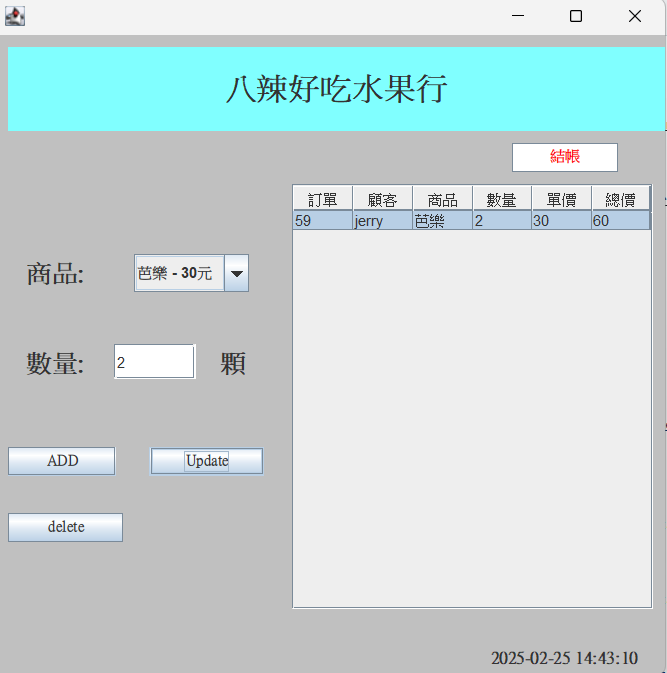 八辣好吃水果行
結帳
訂單 顧客 商品 數量 單價 總價
59 jerry 芭樂 2 30 60
商品: 芭樂 - 30元
數量: 2 顆
ADD Update
delete
2025-02-25 14:43:10